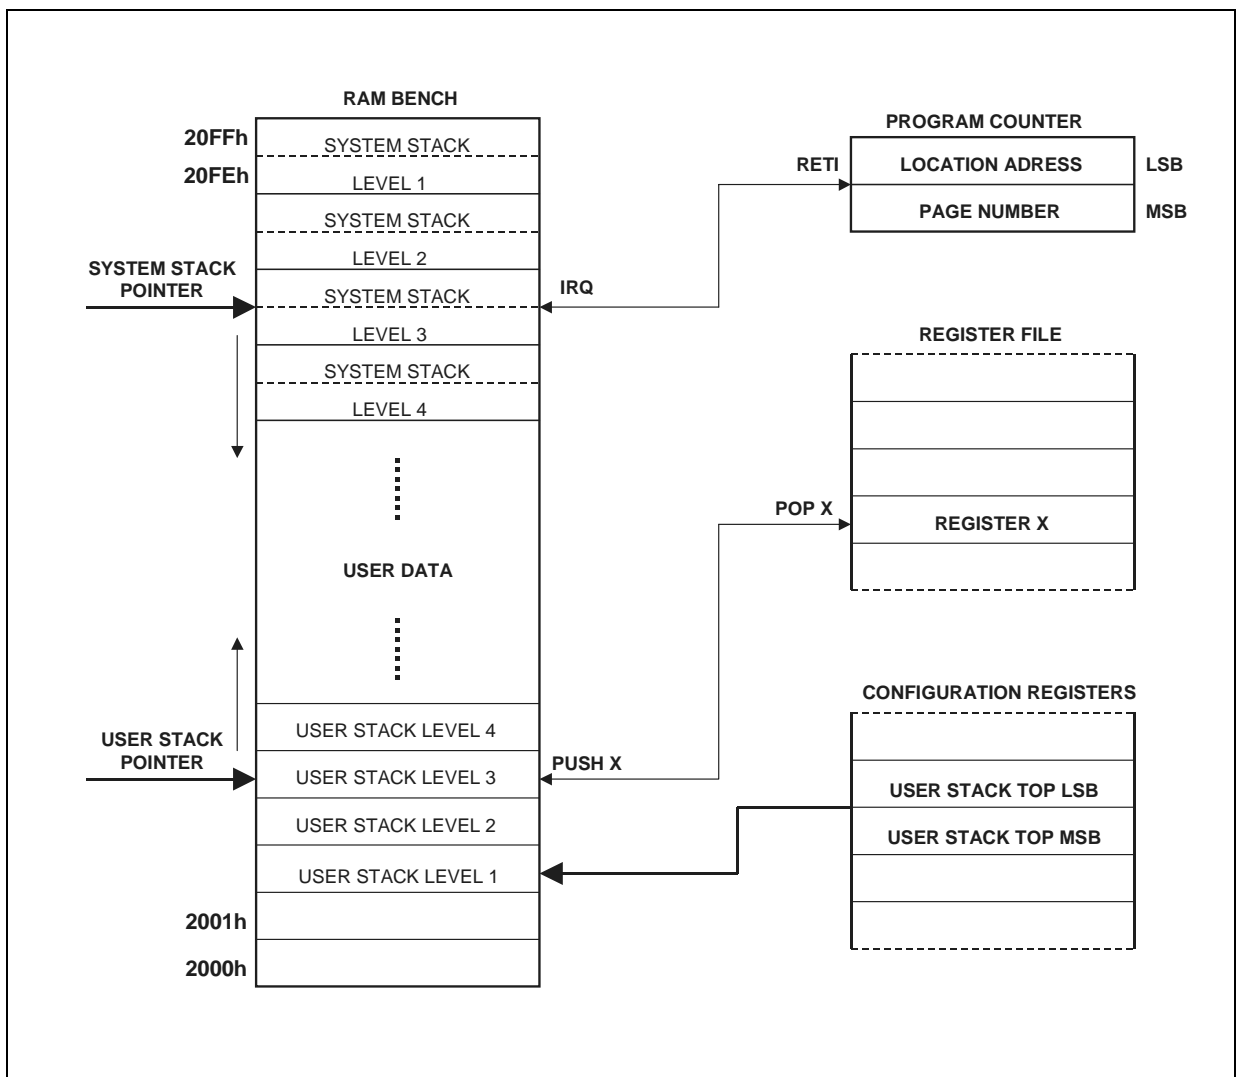 RAM BENCH
20FFh
SYSTEM STACK
20FEh
LEVEL 1
SYSTEM STACK
LEVEL 2
SYSTEM STACK
POINTER
SYSTEM STACK
LEVEL 3
IRQ
SYSTEM STACK
LEVEL 4
USER DATA
USER STACK LEVEL 4
USER STACK
POINTER
USER STACK LEVEL 3
PUSH X
USER STACK LEVEL 2
USER STACK LEVEL 1
2001h
2000h
PROGRAM COUNTER
RETI
LOCATION ADRESS
LSB
PAGE NUMBER
MSB
REGISTER FILE
POP X
REGISTER X
CONFIGURATION REGISTERS
USER STACK TOP LSB
USER STACK TOP MSB